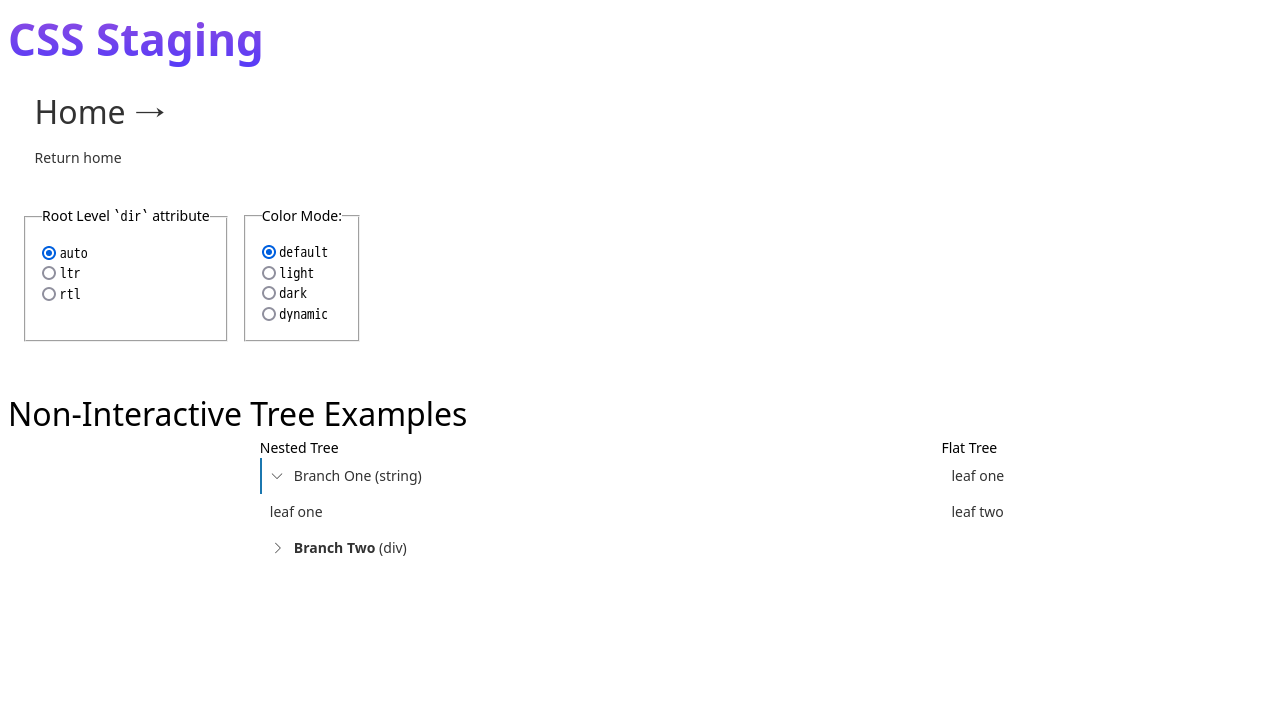 CSS Staging
Home →
Return home
Root Level `dir` attribute
auto
ltr
rtl
Color Mode:
default
light
dark
dynamic
Non-Interactive Tree Examples
Nested Tree
Branch One (string)
leaf one
Branch Two (div)
Flat Tree
leaf one
leaf two